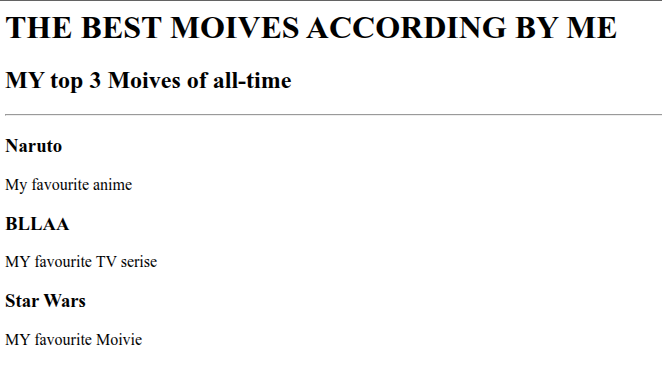 THE BEST MOIVES ACCORDING BY ME
MY top 3 Moives of all-time
Naruto
My favourite anime
BLLAA
MY favourite TV serise
Star Wars
MY favourite Moivie